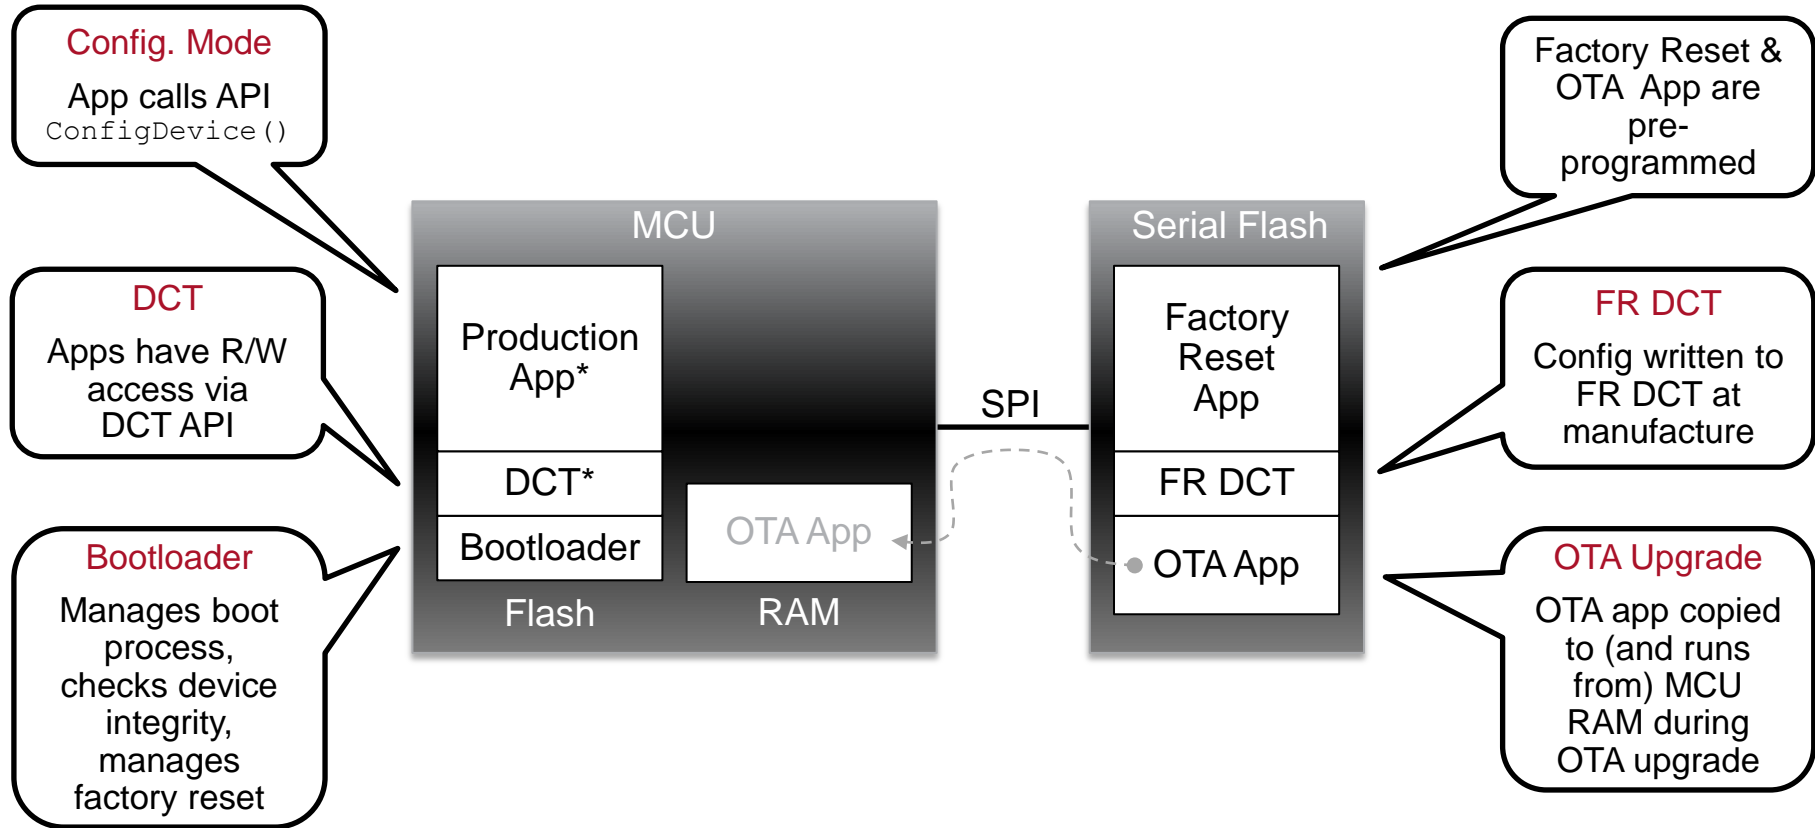 Config. Mode
App calls API
ConfigDevice()
DCT
Apps have R/W
access via
DCT API
Bootloader
Manages boot
process,
checks device
integrity,
manages
factory reset
MCU
Production
App*
DCT*
Bootloader
Flash
OTA App
RAM
SPI
Serial Flash
Factory
Reset
App
FR DCT
OTA App
Factory Reset &
OTA App are
pre-
programmed
FR DCT
Config written to
FR DCT at
manufacture
OTA Upgrade
OTA app copied
to (and runs
from) MCU
RAM during
OTA upgrade